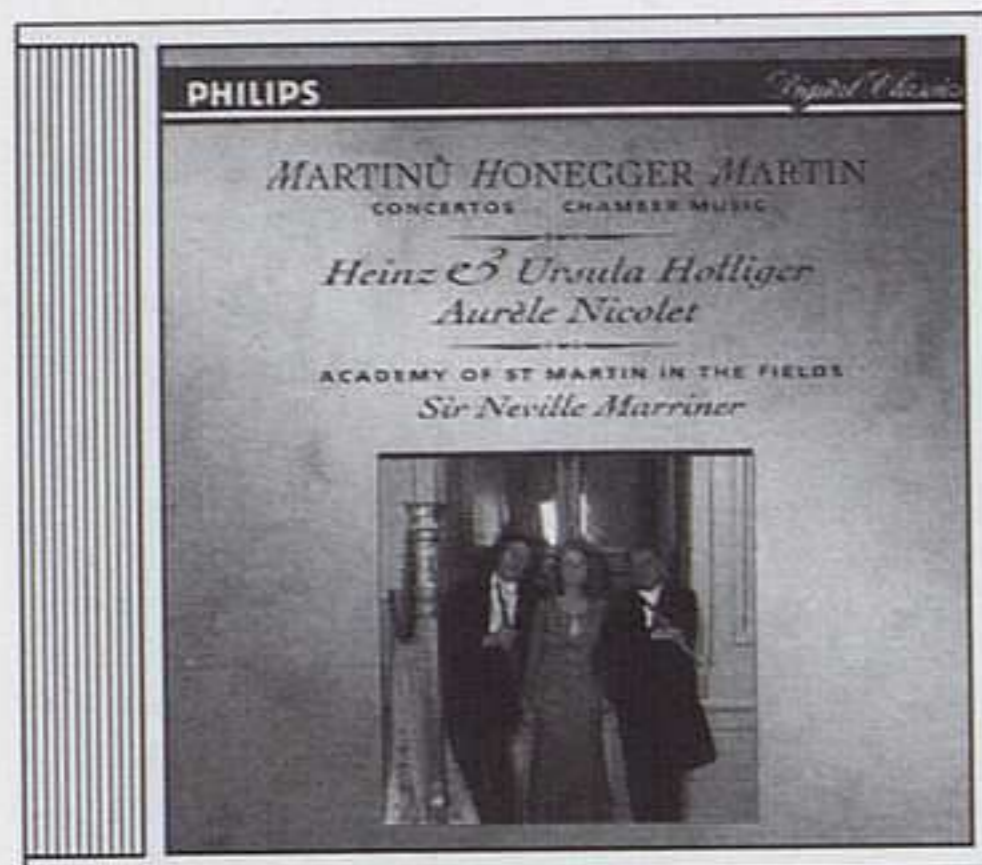 PHILIPS
Digital Classics
MARTINŮ HONEGGER MARTIN
CONCERTOS CHAMBER MUSIC
Heinz & Ursula Holliger
Aurèle Nicolet
ACADEMY OF ST MARTIN IN THE FIELDS
Sir Neville Marriner